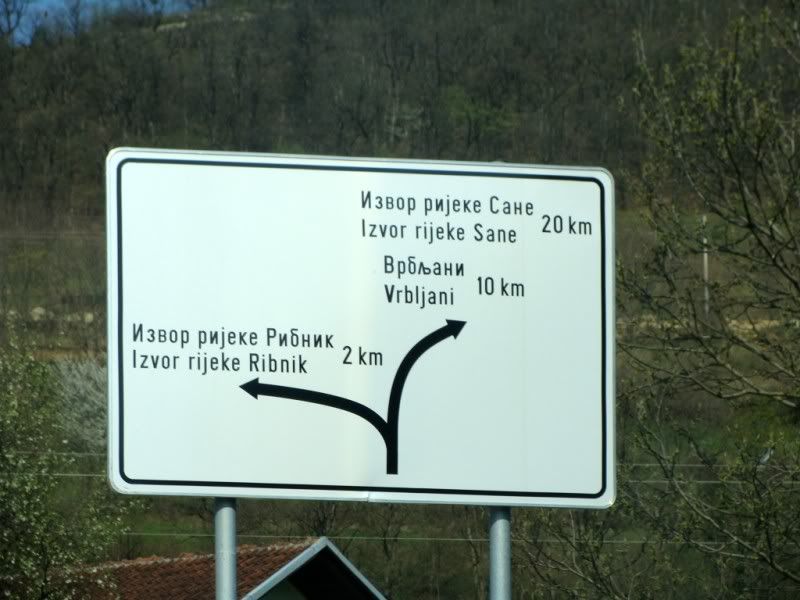 Извор ријеке Сане
Izvor rijeke Sane 20 km
Врбљани
Vrbljani 10 km
Извор ријеке Рибник
Izvor rijeke Ribnik 2 km